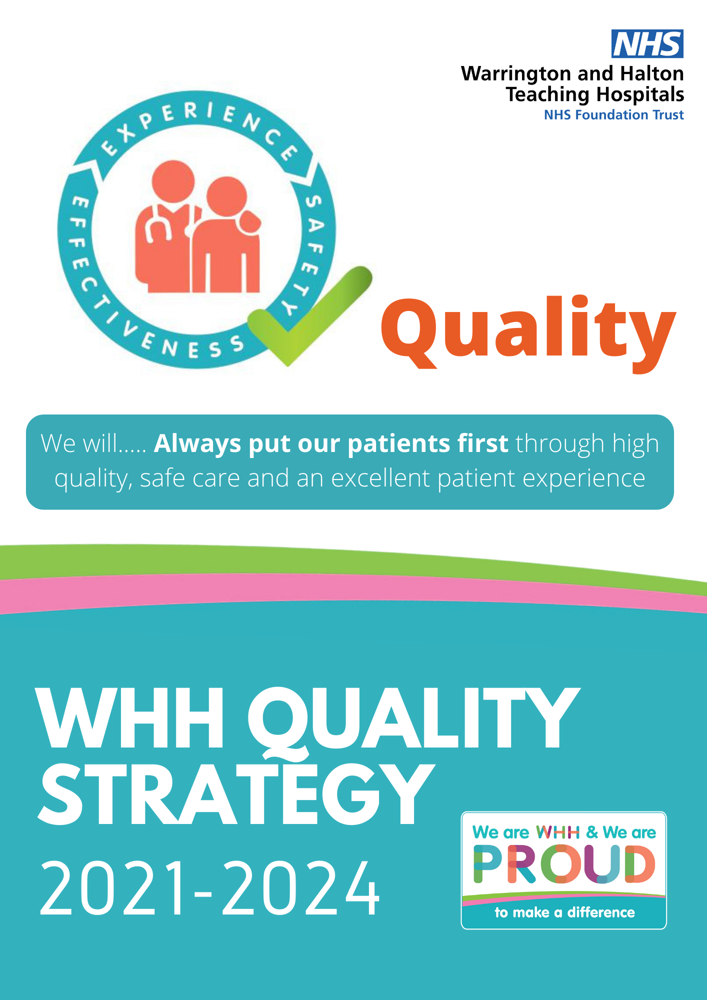 NHS
Warrington and Halton
Teaching Hospitals
NHS Foundation Trust
EXPERIENCE
SAFETY
EFFECTIVENESS
Quality
We will..... Always put our patients first through high
quality, safe care and an excellent patient experience
WHH QUALITY
STRATEGY
2021-2024
We are WHH & We are
PROUD
to make a difference